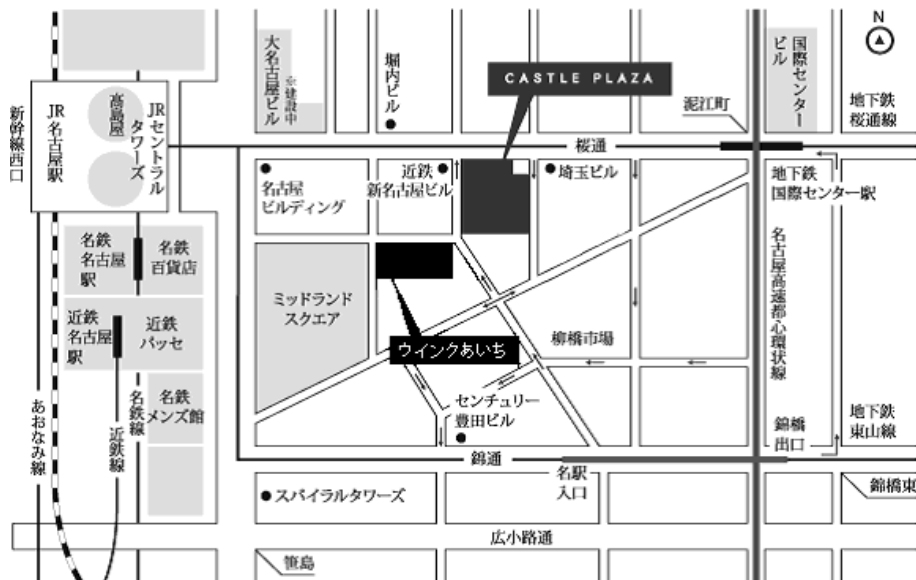 N
大名古屋ビル
※建設中
堀内ビル
CASTLE PLAZA
泥江町
国際センター
ビル
地下鉄
桜通線
新幹線西口
JR名古屋駅
高島屋
JRセントラル
タワーズ
桜通
名古屋
ビルディング
近鉄
新名古屋ビル
埼玉ビル
地下鉄
国際センター駅
名鉄
名古屋
駅
名鉄
百貨店
ミッドランド
スクエア
ウインクあいち
柳橋市場
名古屋高速都心環状線
近鉄
名古屋
駅
近鉄
パッセ
名鉄
メンズ館
センチュリー
豊田ビル
あおなみ線
近鉄線
名鉄線
錦橋
出口
地下鉄
東山線
錦通
名駅
入口
スパイラルタワーズ
錦橋東
広小路通
笹島